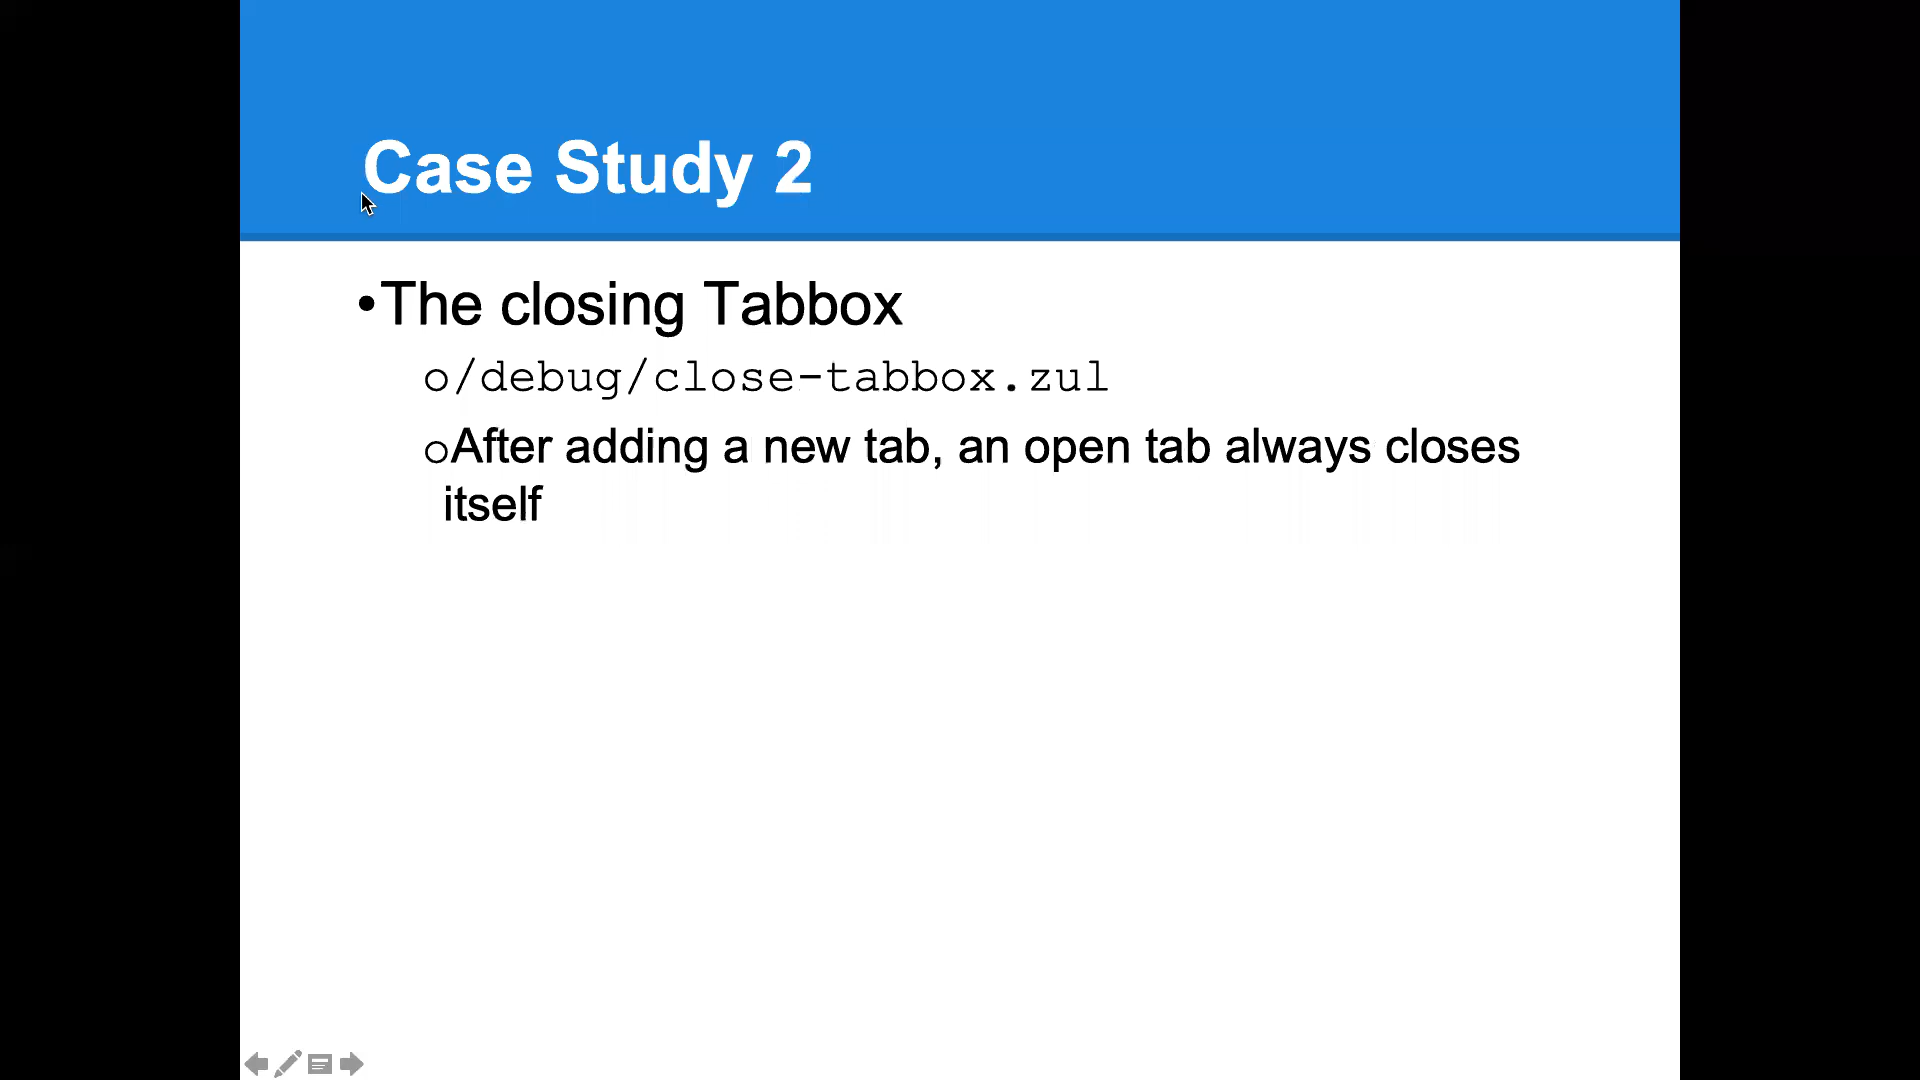 Case Study 2
•The closing Tabbox
o/debug/close-tabbox.zul
oAfter adding a new tab, an open tab always closes
itself